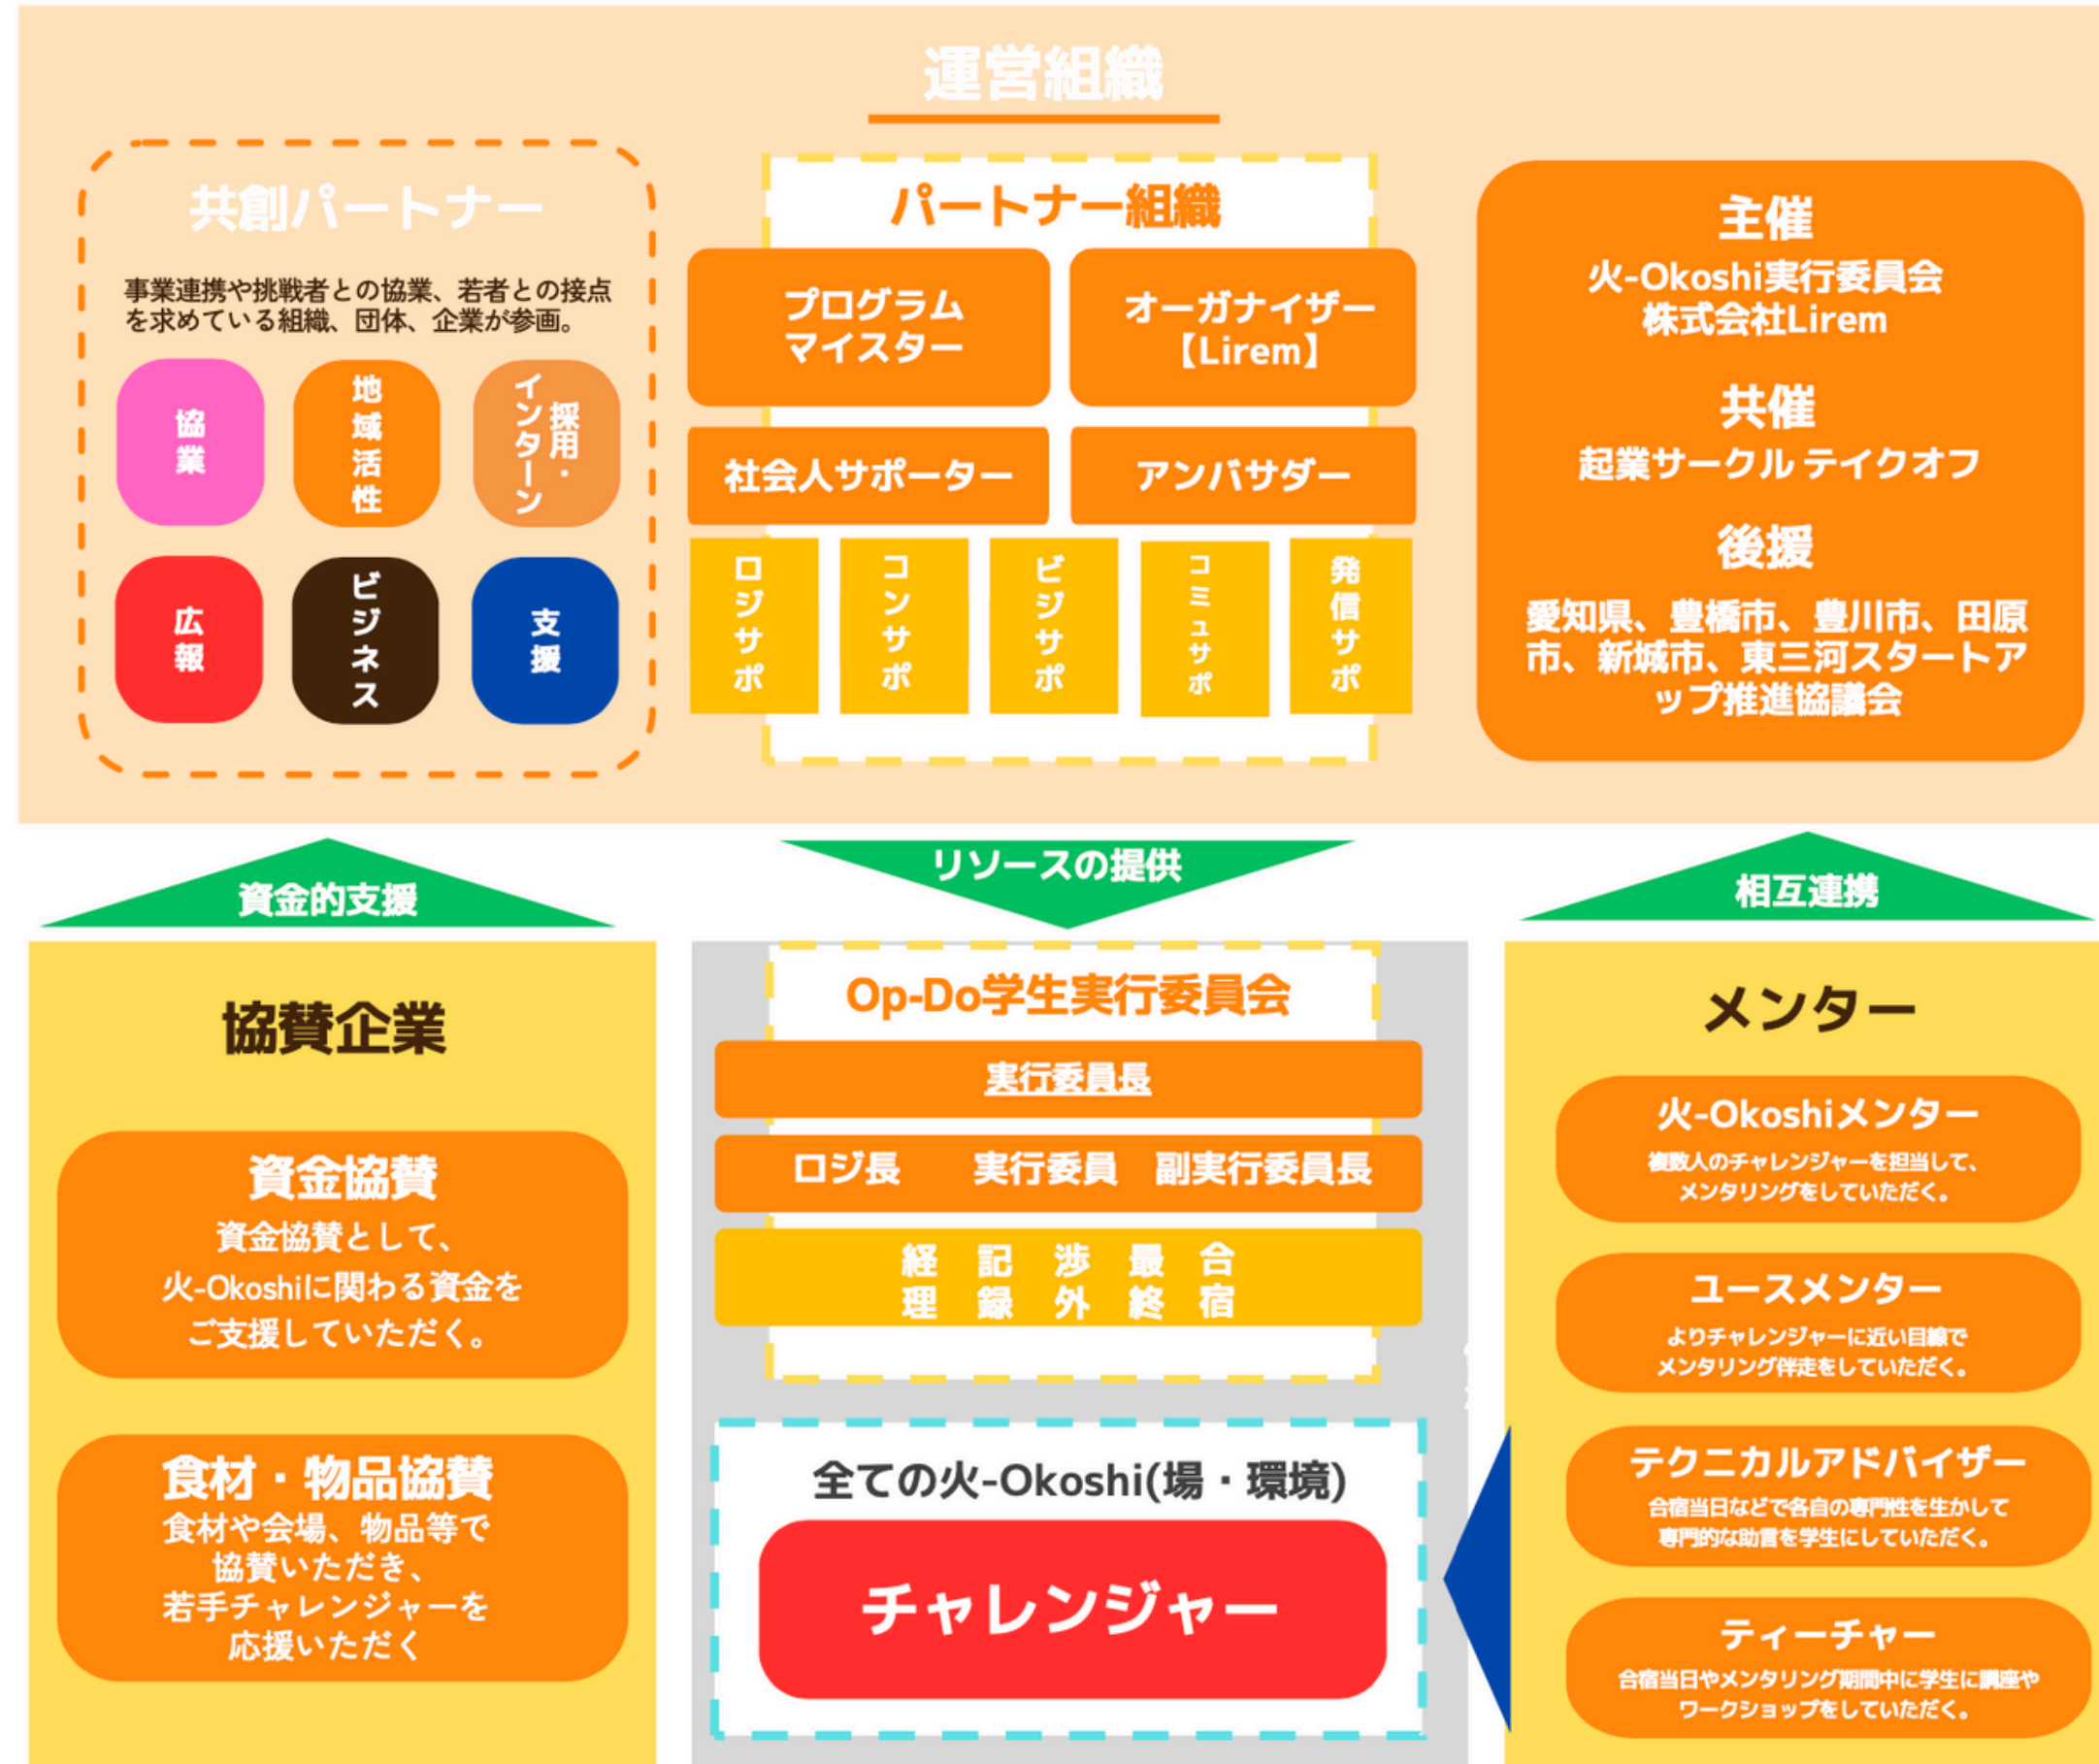 運営組織
共創パートナー
事業連携や挑戦者との協業、若者との接点
を求めている組織、団体、企業が参画。
協業
地域活性
採用・
インターン
広報
ビジネス
支援
パートナー組織
プログラム
マイスター
オーガナイザー
【Lirem】
社会人サポーター
アンバサダー
ロジサポ
コンサポ
ビジサポ
コミュサポ
発信サポ
主催
火-Okoshi実行委員会
株式会社Lirem
共催
起業サークル テイクオフ
後援
愛知県、豊橋市、豊川市、田原
市、新城市、東三河スタートア
ップ推進協議会
資金的支援
リソースの提供
相互連携
協賛企業
資金協賛
資金協賛として、
火-Okoshiに関わる資金を
ご支援していただく。
食材・物品協賛
食材や会場、物品等で
協賛いただき、
若手チャレンジャーを
応援いただく
Op-Do学生実行委員会
実行委員長
ロジ長 実行委員 副実行委員長
経理 記録 渉外 最終 合宿
全ての火-Okoshi(場・環境)
チャレンジャー
メンター
火-Okoshiメンター
複数人のチャレンジャーを担当して、
メンタリングをしていただく。
ユースメンター
よりチャレンジャーに近い目線で
メンタリング伴走をしていただく。
テクニカルアドバイザー
合宿当日などで各自の専門性を生かして
専門的な助言を学生にしていただく。
ティーチャー
合宿当日やメンタリング期間中に学生に講座や
ワークショップをしていただく。